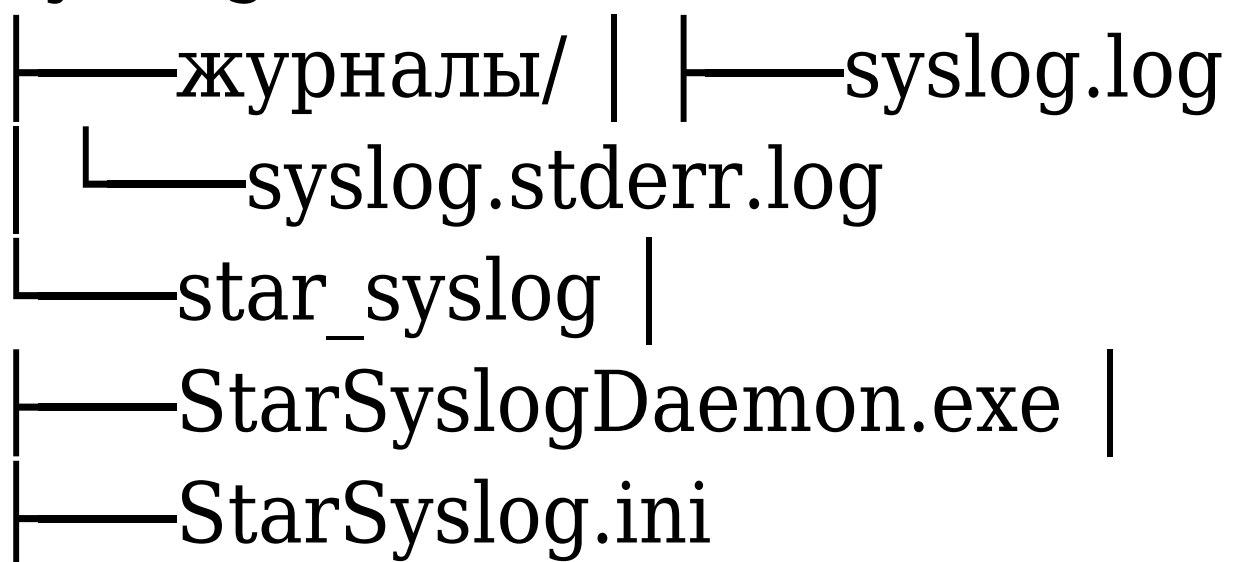 ├──журналы/ │ ├──syslog.log
│ └──syslog.stderr.log
└──star_syslog │
├──StarSyslogDaemon.exe │
├──StarSyslog.ini